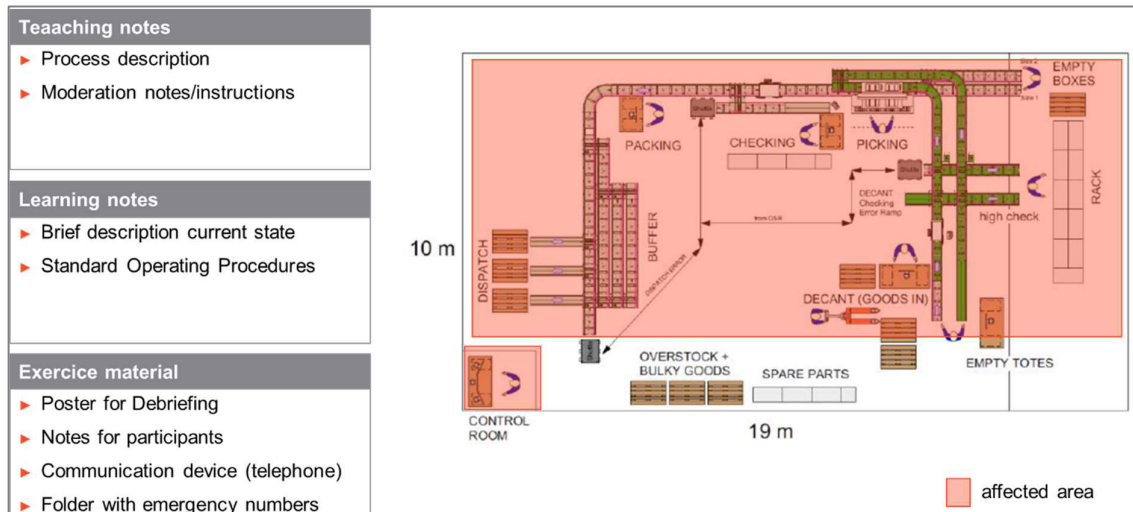 Teaaching notes
► Process description
► Moderation notes/instructions
Learning notes
► Brief description current state
► Standard Operating Procedures
Exercice material
► Poster for Debriefing
► Notes for participants
► Communication device (telephone)
► Folder with emergency numbers
EMPTY
BOXES
PACKING
CHECKING
PICKING
RACK
DECANT
Checking
Error Ramp
high check
10 m
DISPATCH
BUFFER
DISPATCH ERROR
DECANT (GOODS IN)
EMPTY TOTES
OVERSTOCK +
BULKY GOODS
SPARE PARTS
CONTROL
ROOM
19 m
affected area